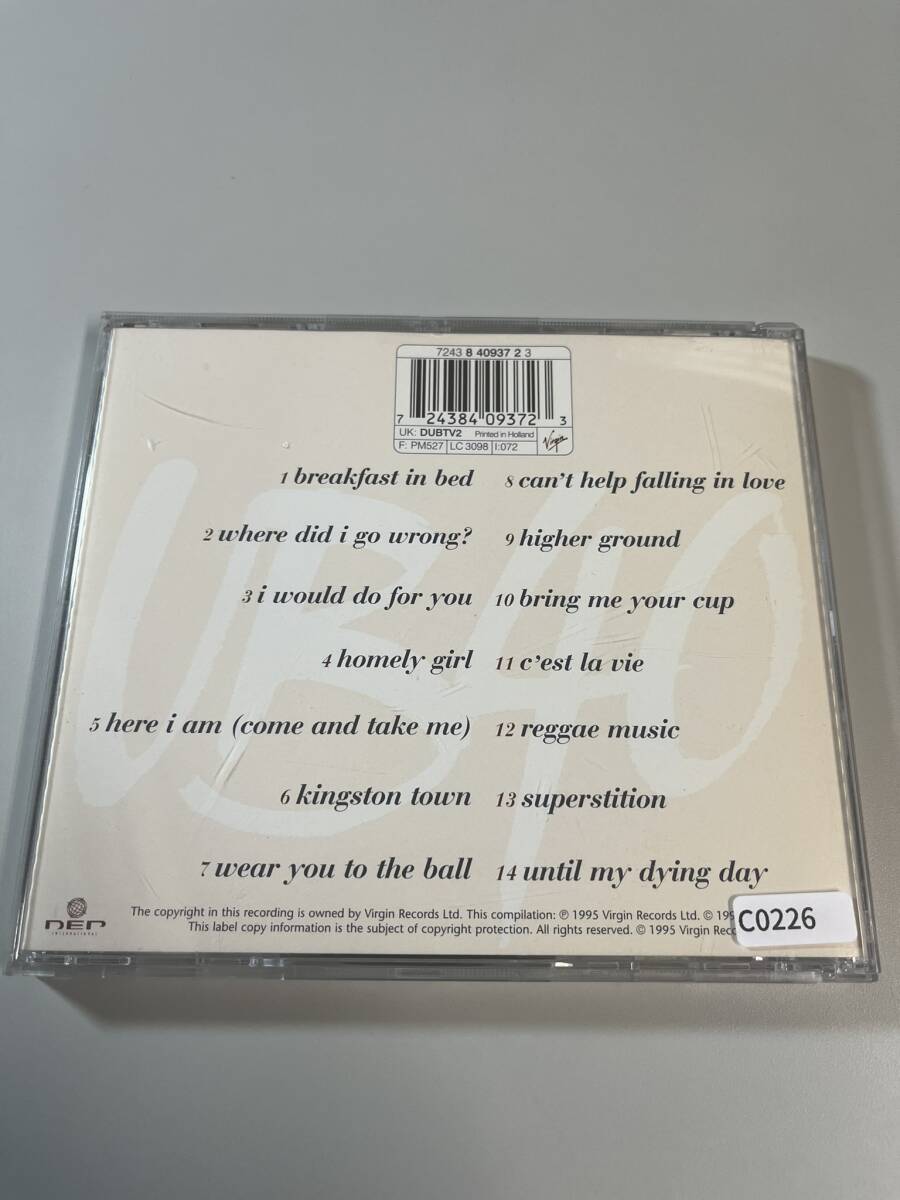 7243 8 40937 2 3
7 24384 09372 3
UK: DUBTV2 Printed in Holland
F: PM527 LC 3098 I:072
Virgin
UB40
1 breakfast in bed
2 where did i go wrong?
3 i would do for you
4 homely girl
5 here i am (come and take me)
6 kingston town
7 wear you to the ball
8 can't help falling in love
9 higher ground
10 bring me your cup
11 c'est la vie
12 reggae music
13 superstition
14 until my dying day
DEP
INTERNATIONAL
The copyright in this recording is owned by Virgin Records Ltd. This compilation: ℗ 1995 Virgin Records Ltd. ©
This label copy information is the subject of copyright protection. All rights reserved. © 1995 Virgin
C0226